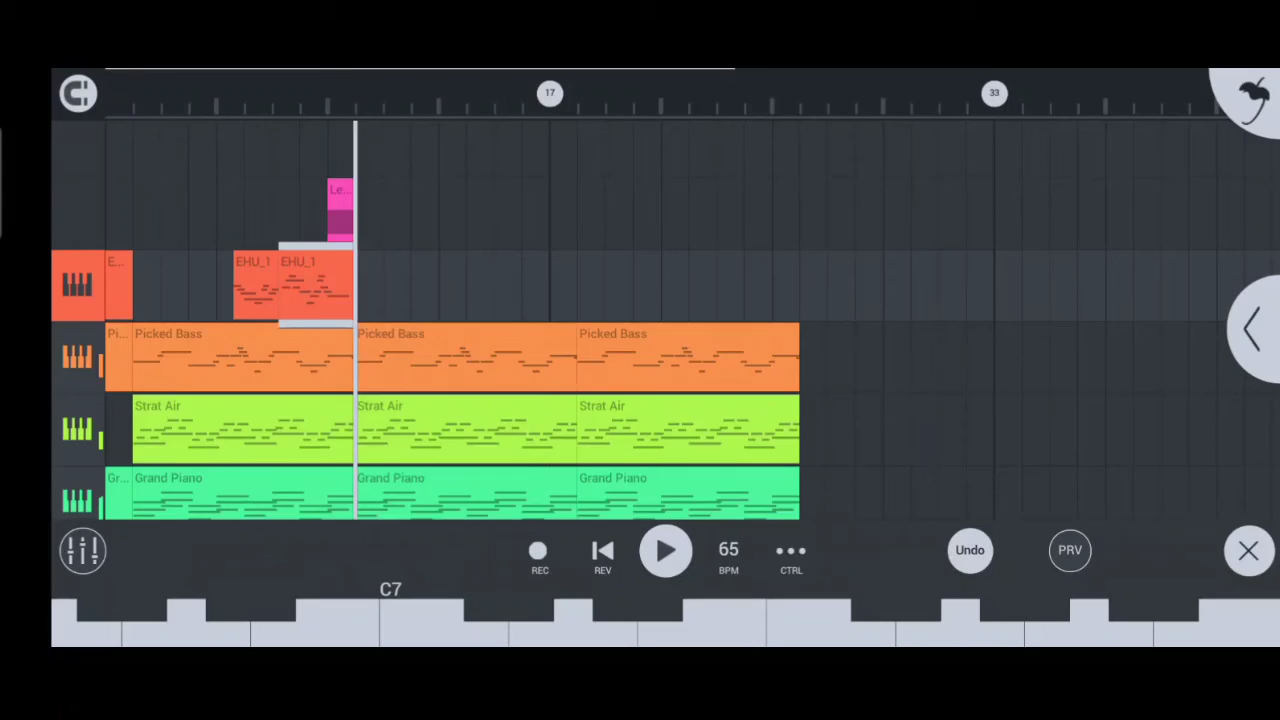 17
33
Le...
E...
EHU_1
EHU_1
Pi...
Picked Bass
Picked Bass
Picked Bass
Strat Air
Strat Air
Strat Air
Gr...
Grand Piano
Grand Piano
Grand Piano
65
Undo
PRV
REC
REV
BPM
CTRL
C7